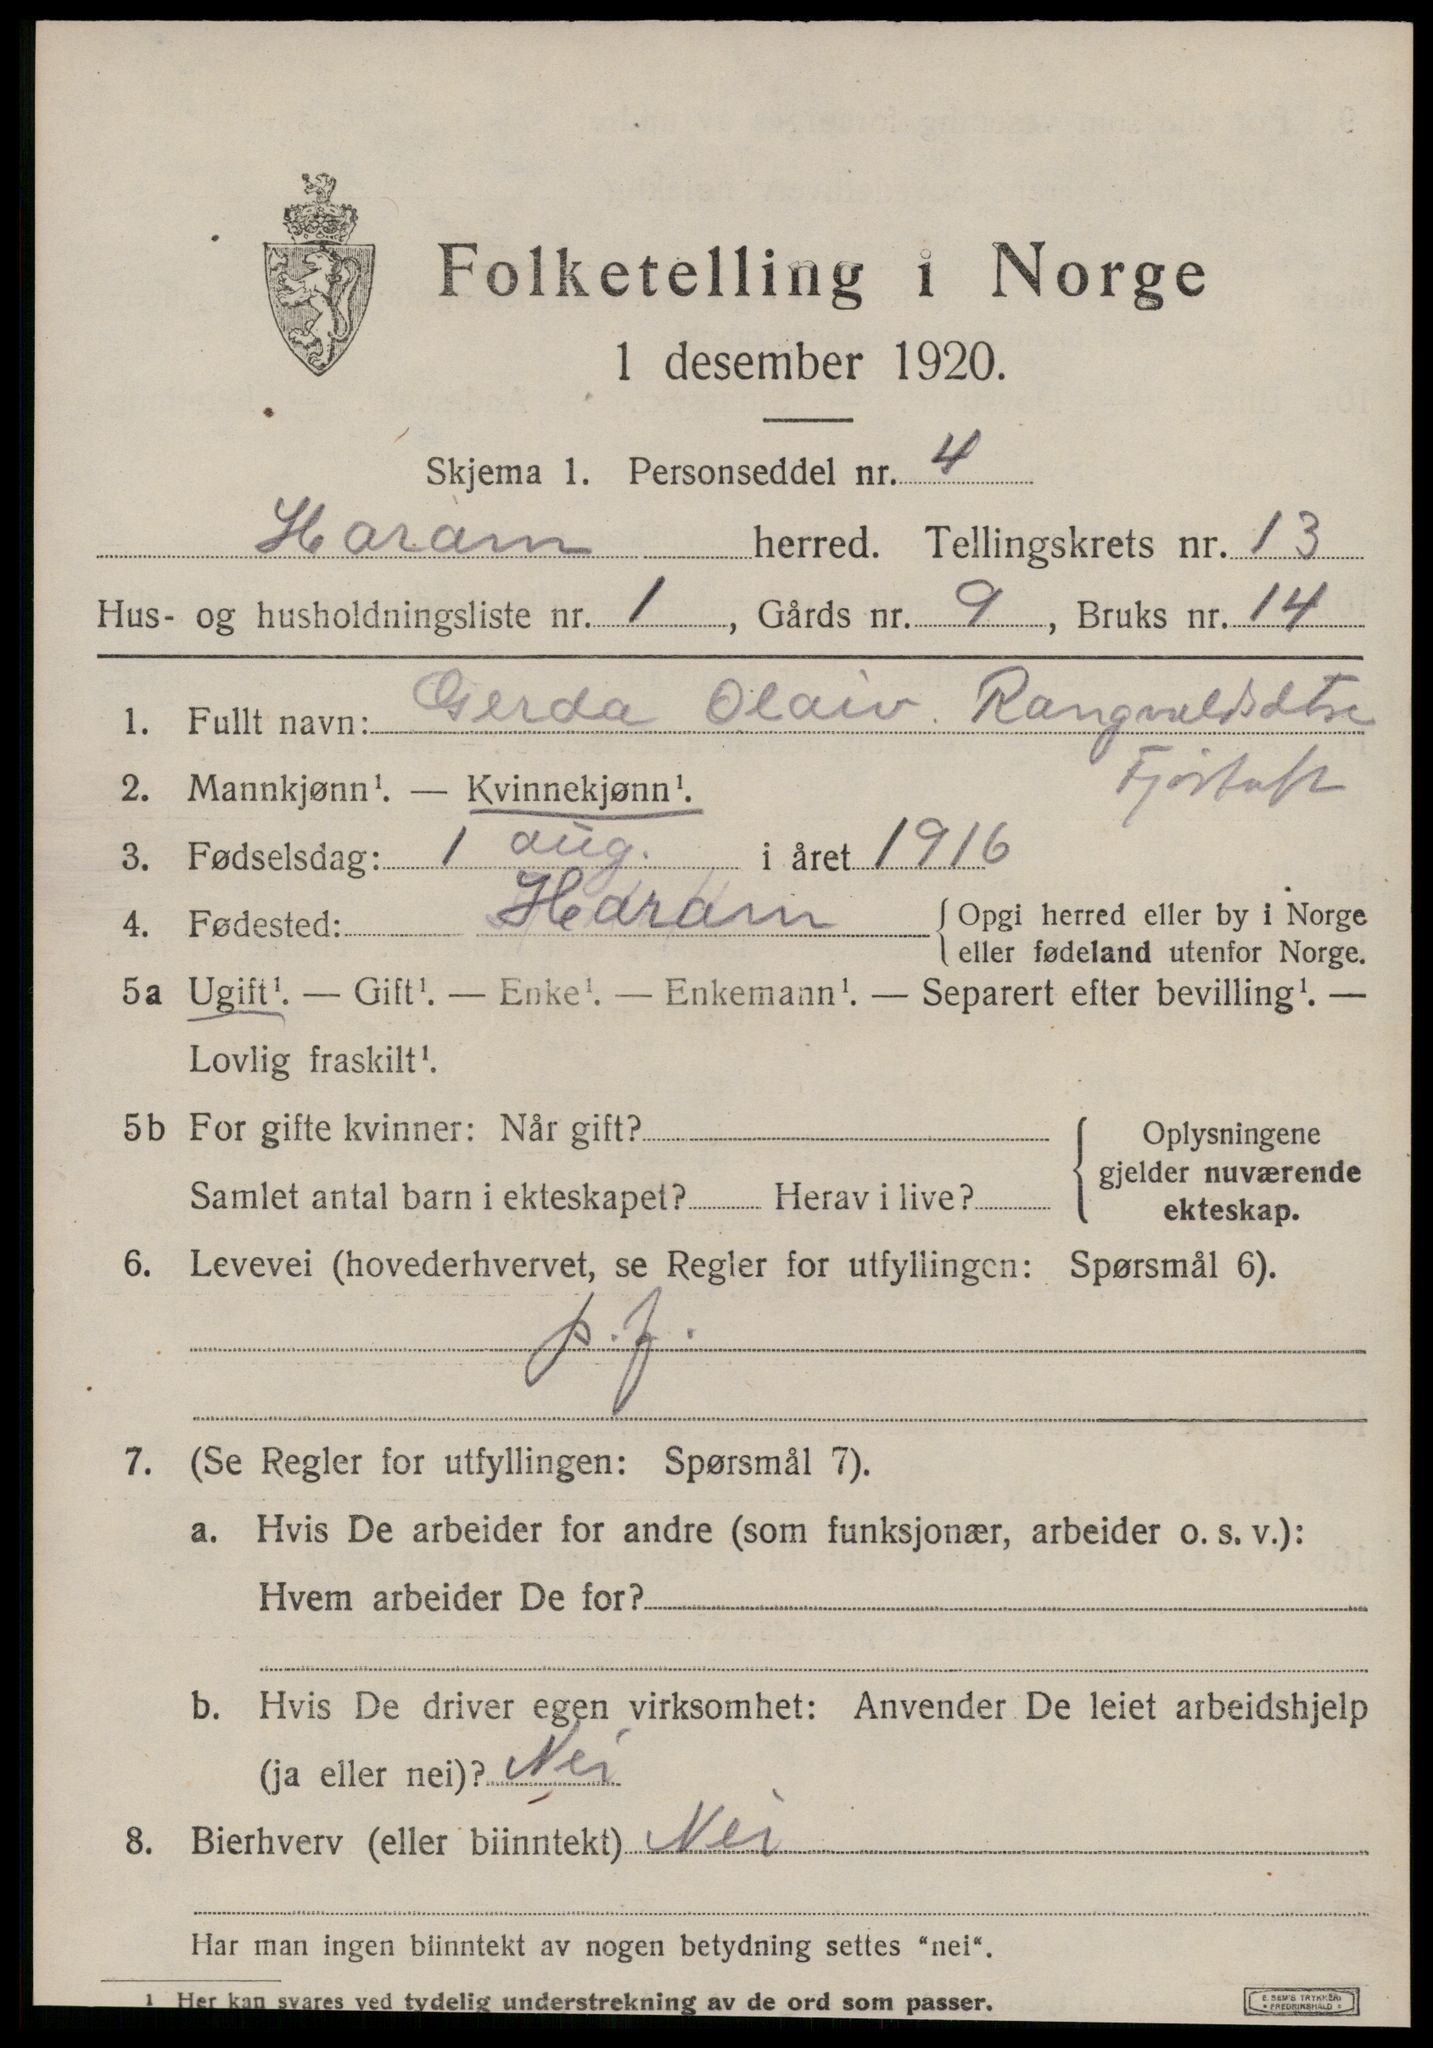 Folketelling i Norge
1 desember 1920.
Skjema 1. Personseddel nr. 4
Haram herred. Tellingskrets nr. 13
Hus- og husholdningsliste nr. 1, Gårds nr. 9, Bruks nr. 14
1. Fullt navn: Gerda Olaiv. Rangvaldsdtre
Fjørtuft
2. Mannkjønn¹. — Kvinnekjønn¹.
3. Fødselsdag: 1 aug. i året 1916
4. Fødested: Haram { Opgi herred eller by i Norge
eller fødeland utenfor Norge.
5a Ugift¹. — Gift¹. — Enke¹. — Enkemann¹. — Separert efter bevilling¹. —
Lovlig fraskilt¹.
5b For gifte kvinner: Når gift?
Samlet antal barn i ekteskapet? Herav i live?
{ Oplysningene
gjelder nuværende
ekteskap.
6. Levevei (hovederhvervet, se Regler for utfyllingen: Spørsmål 6).
p. f.
7. (Se Regler for utfyllingen: Spørsmål 7).
a. Hvis De arbeider for andre (som funksjonær, arbeider o. s. v.):
Hvem arbeider De for?
b. Hvis De driver egen virksomhet: Anvender De leiet arbeidshjelp
(ja eller nei)? Nei
8. Bierhverv (eller biinntekt) Nei
Har man ingen biinntekt av nogen betydning settes "nei".
1 Her kan svares ved tydelig understrekning av de ord som passer.
E. SEM'S TRYKKERI
• FREDRIKSHALD •